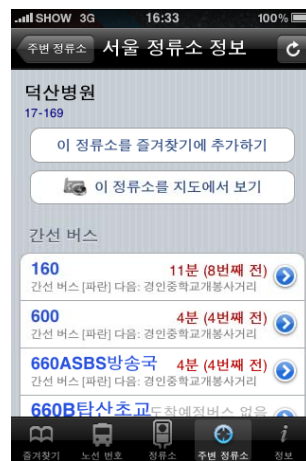 SHOW 3G 16:33 100%
주변 정류소 서울 정류소 정보
덕산병원
17-169
이 정류소를 즐겨찾기에 추가하기
이 정류소를 지도에서 보기
간선 버스
160 11분 (8번째 전)
간선 버스 [파란] 다음: 경인중학교개봉사거리
600 4분 (4번째 전)
간선 버스 [파란] 다음: 경인중학교개봉사거리
660ASBS방송국 4분 (4번째 전)
간선 버스 [파란] 다음: 경인중학교개봉사거리
660B탑산초교 도착예정버스 없음
즐겨찾기 노선 번호 정류소 주변 정류소 정보